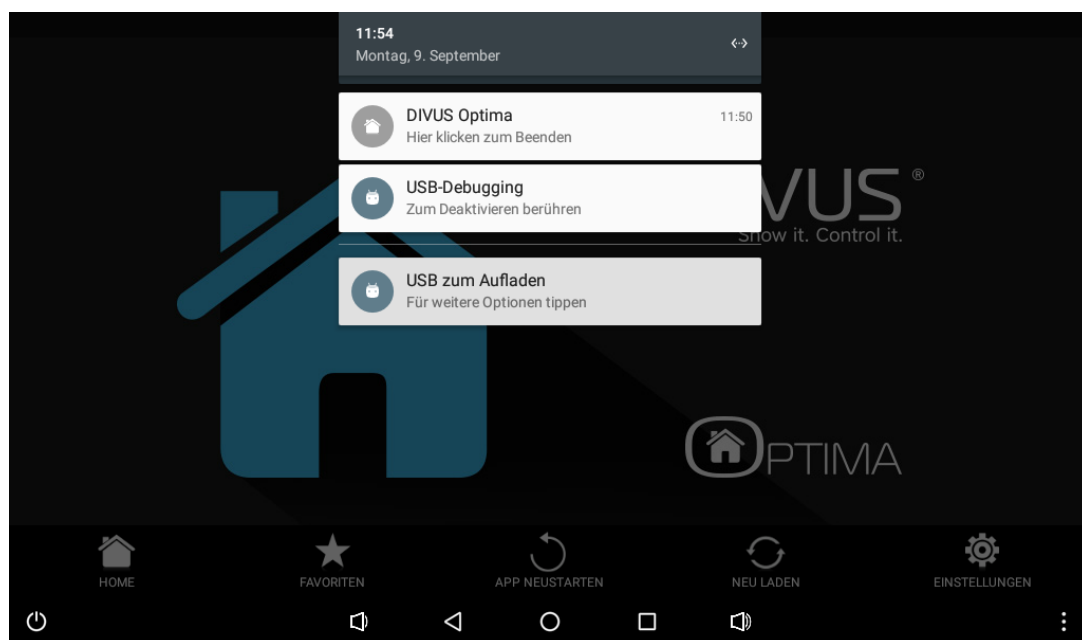 11:54
Montag, 9. September
DIVUS Optima 11:50
Hier klicken zum Beenden
USB-Debugging
Zum Deaktivieren berühren
VUS ®
Show it. Control it.
USB zum Aufladen
Für weitere Optionen tippen
OPTIMA
HOME FAVORITEN APP NEUSTARTEN NEU LADEN EINSTELLUNGEN